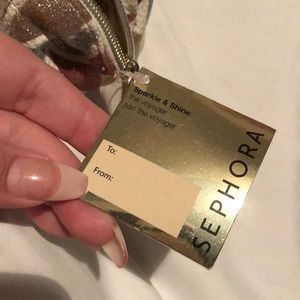 Sparkle & Shine
the voyager
sac the voyager
To:
From:
SEPHORA